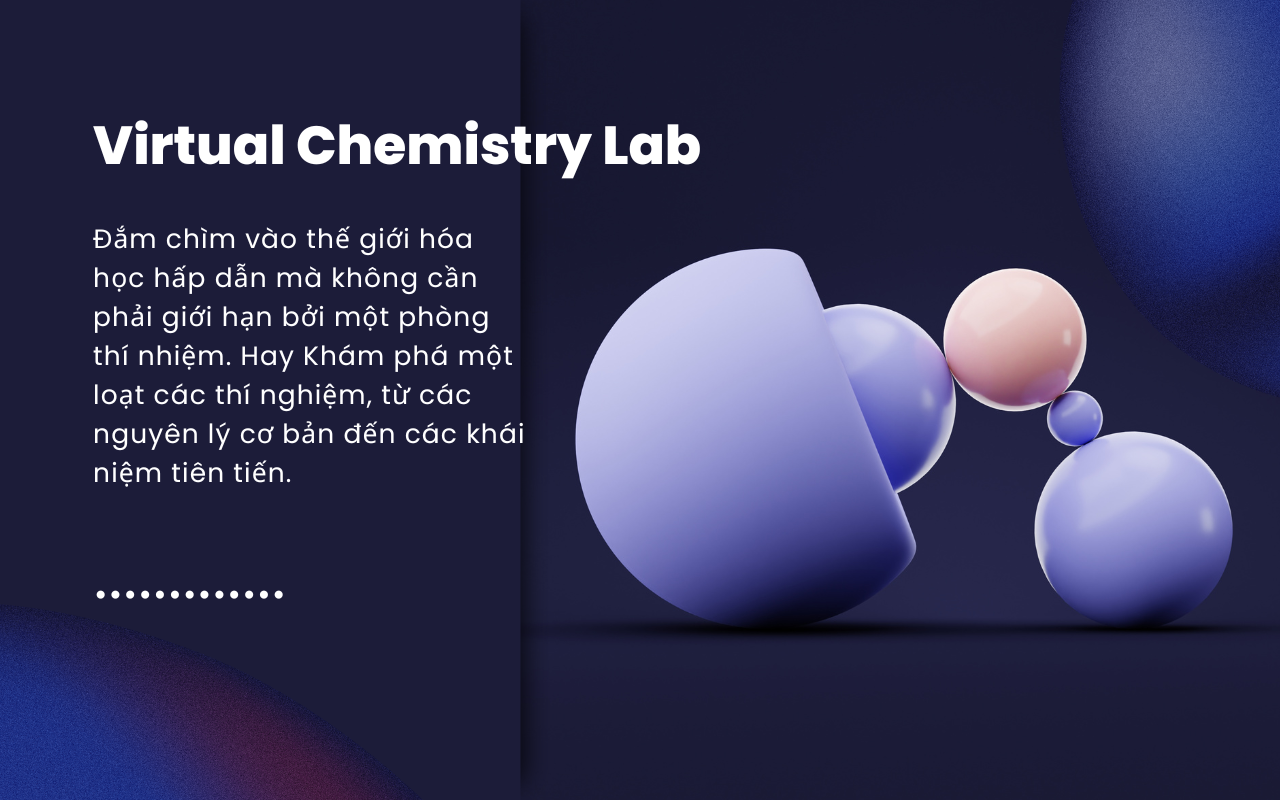 Virtual Chemistry Lab
Đắm chìm vào thế giới hóa
học hấp dẫn mà không cần
phải giới hạn bởi một phòng
thí nhiệm. Hay Khám phá một
loạt các thí nghiệm, từ các
nguyên lý cơ bản đến các khái
niệm tiên tiến.